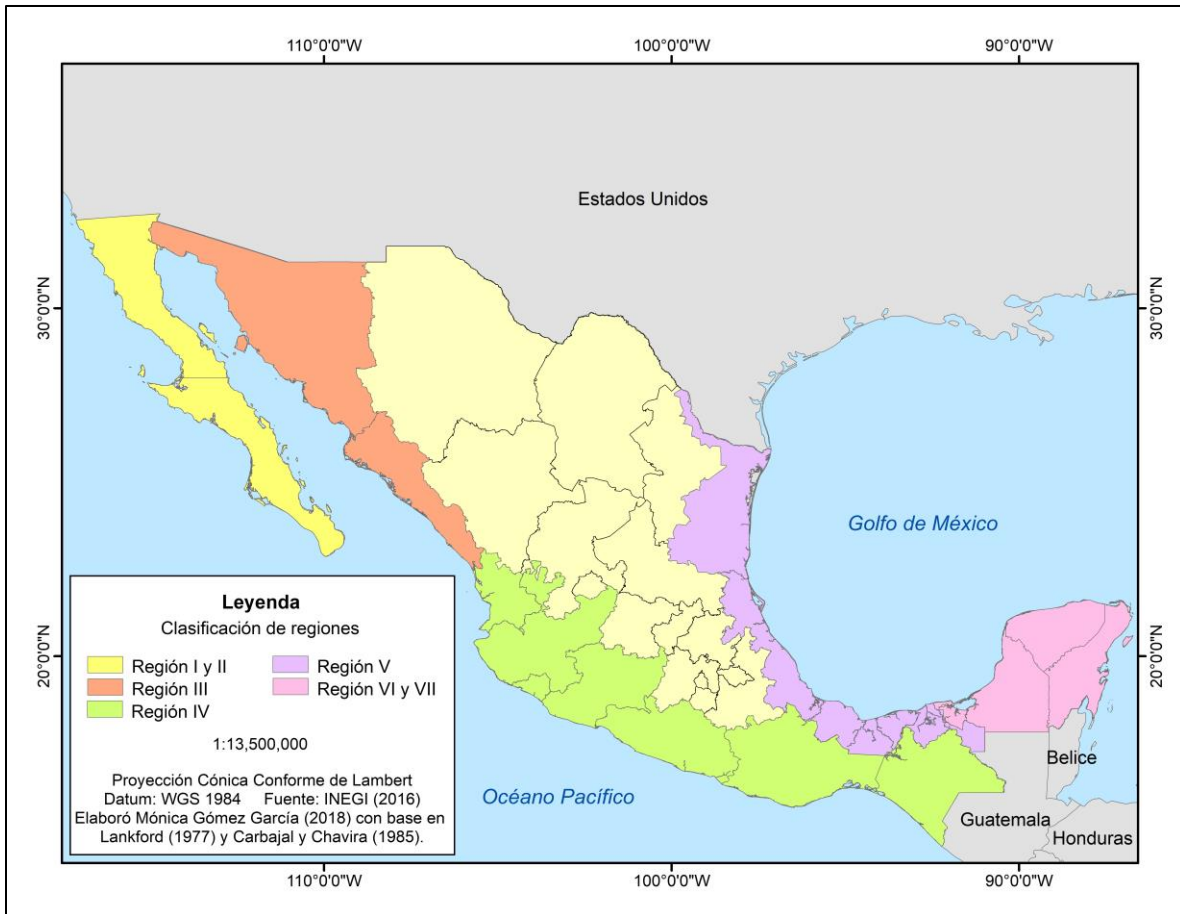 110°0'0"W
100°0'0"W
90°0'0"W
Estados Unidos
30°0'0"N
30°0'0"N
Golfo de México
Leyenda
Clasificación de regiones
Región I y II
Región V
Región III
Región VI y VII
Región IV
1:13,500,000
Proyección Cónica Conforme de Lambert
Datum: WGS 1984 Fuente: INEGI (2016)
Elaboró Mónica Gómez García (2018) con base en
Lankford (1977) y Carbajal y Chavira (1985).
20°0'0"N
20°0'0"N
Belice
Océano Pacífico
Guatemala
Honduras
110°0'0"W
100°0'0"W
90°0'0"W